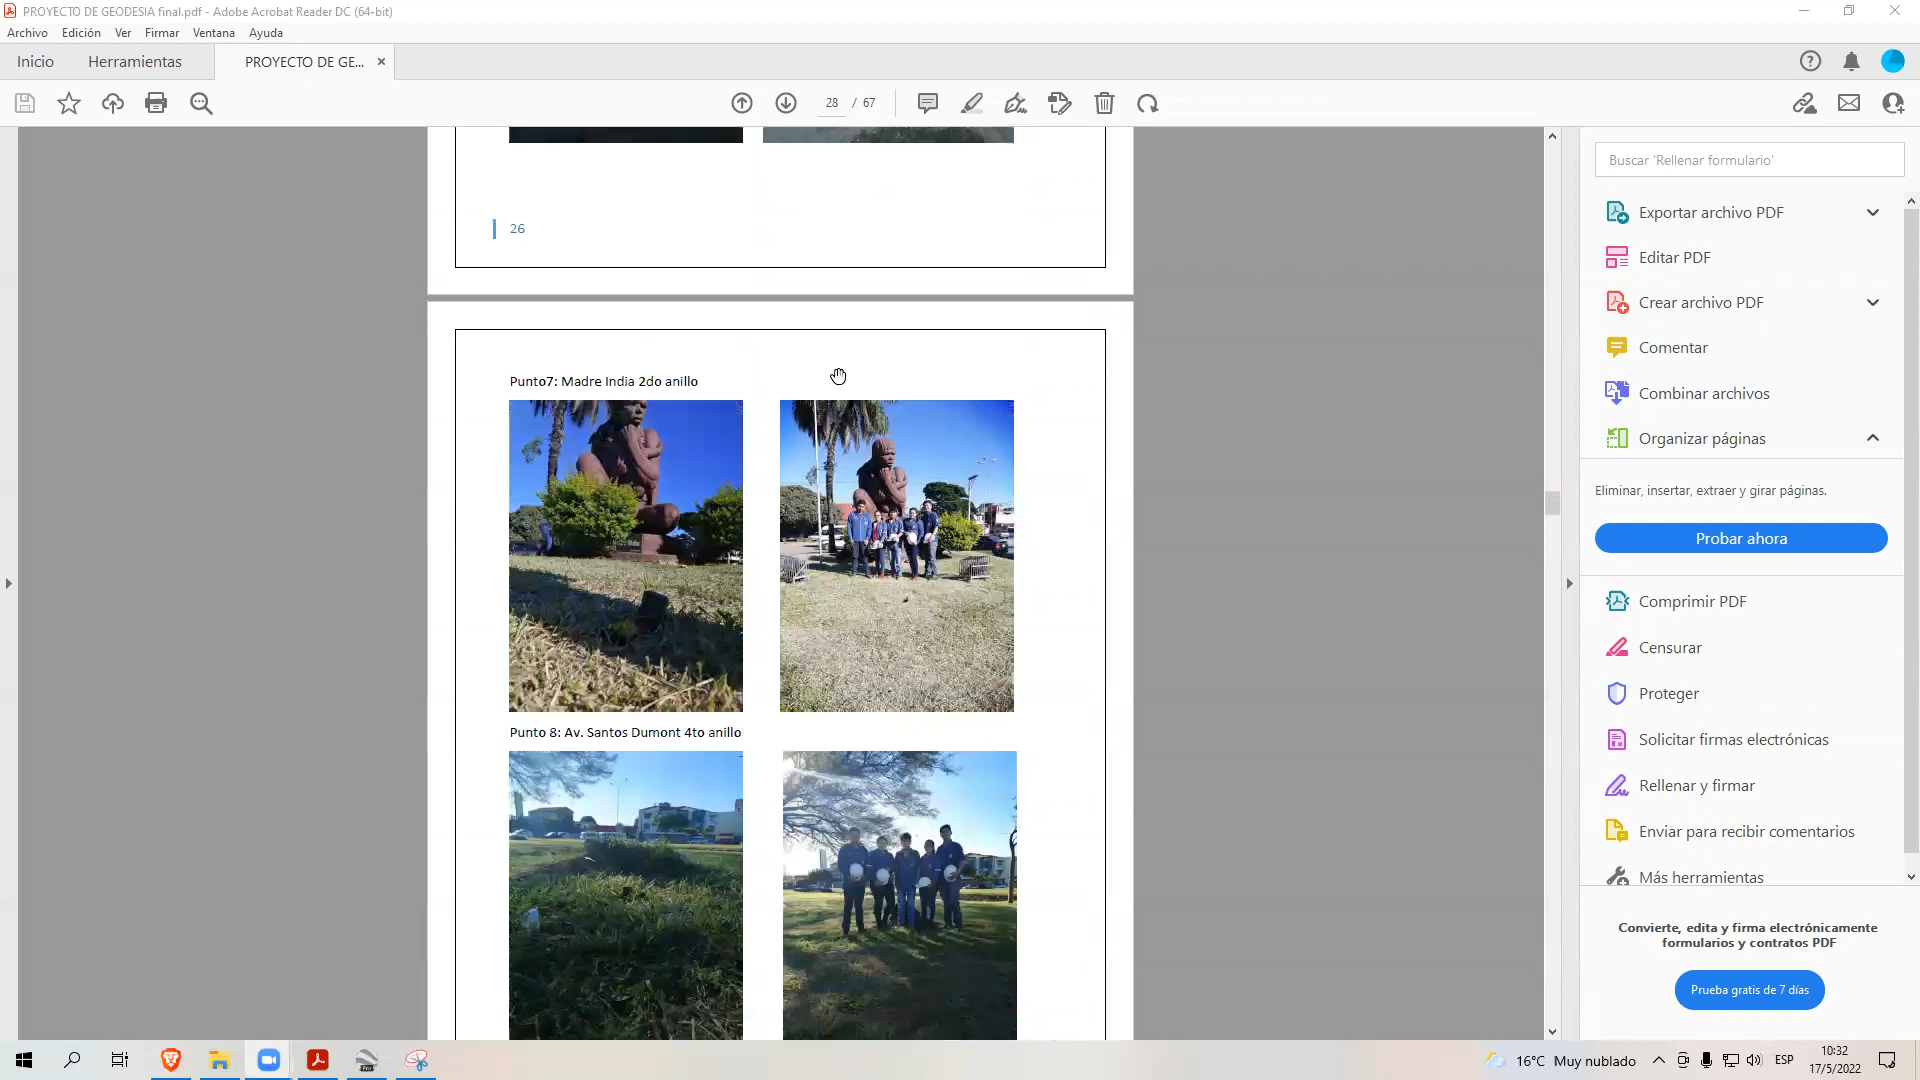 PROYECTO DE GEODESIA final.pdf - Adobe Acrobat Reader DC (64-bit)
Archivo Edición Ver Firmar Ventana Ayuda
Inicio Herramientas PROYECTO DE GE... ×
28 / 67
Buscar 'Rellenar formulario'
Exportar archivo PDF
Editar PDF
Crear archivo PDF
Comentar
Combinar archivos
Organizar páginas
Eliminar, insertar, extraer y girar páginas.
Probar ahora
Comprimir PDF
Censurar
Proteger
Solicitar firmas electrónicas
Rellenar y firmar
Enviar para recibir comentarios
Más herramientas
Convierte, edita y firma electrónicamente
formularios y contratos PDF
Prueba gratis de 7 días
26
Punto7: Madre India 2do anillo
Punto 8: Av. Santos Dumont 4to anillo
16°C Muy nublado
ESP
10:32
17/5/2022